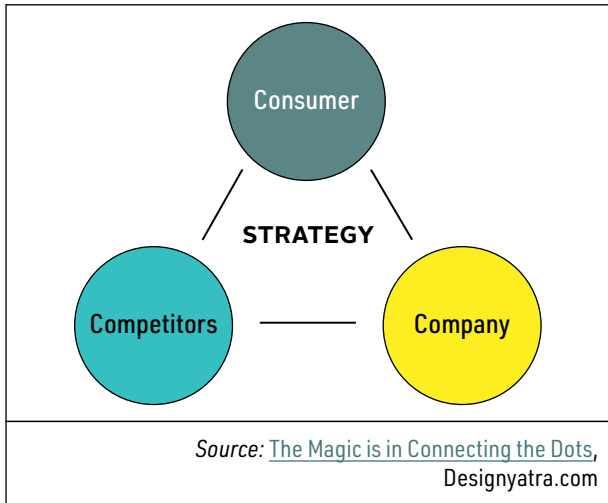 Consumer
STRATEGY
Competitors
Company
Source: The Magic is in Connecting the Dots,
Designyatra.com